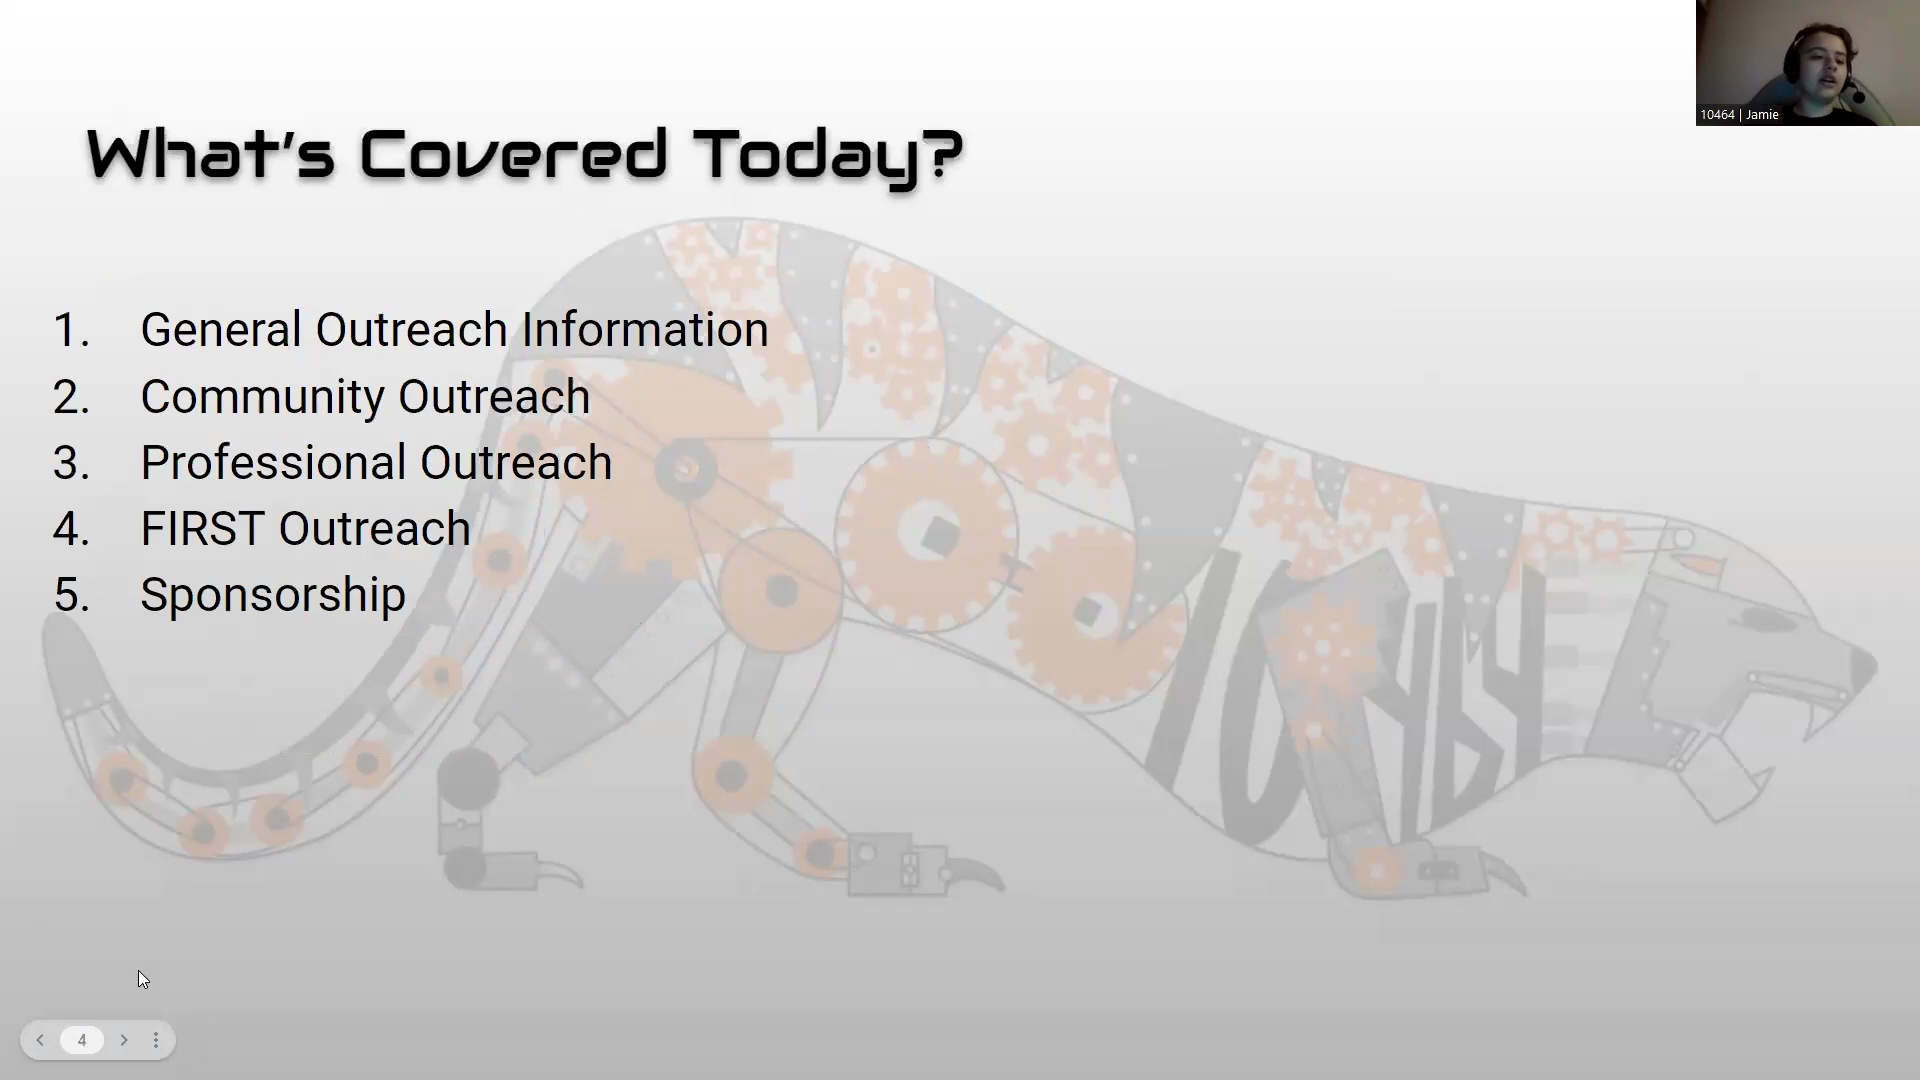 10464 | Jamie
What's Covered Today?
1. General Outreach Information
2. Community Outreach
3. Professional Outreach
4. FIRST Outreach
5. Sponsorship
10464
4